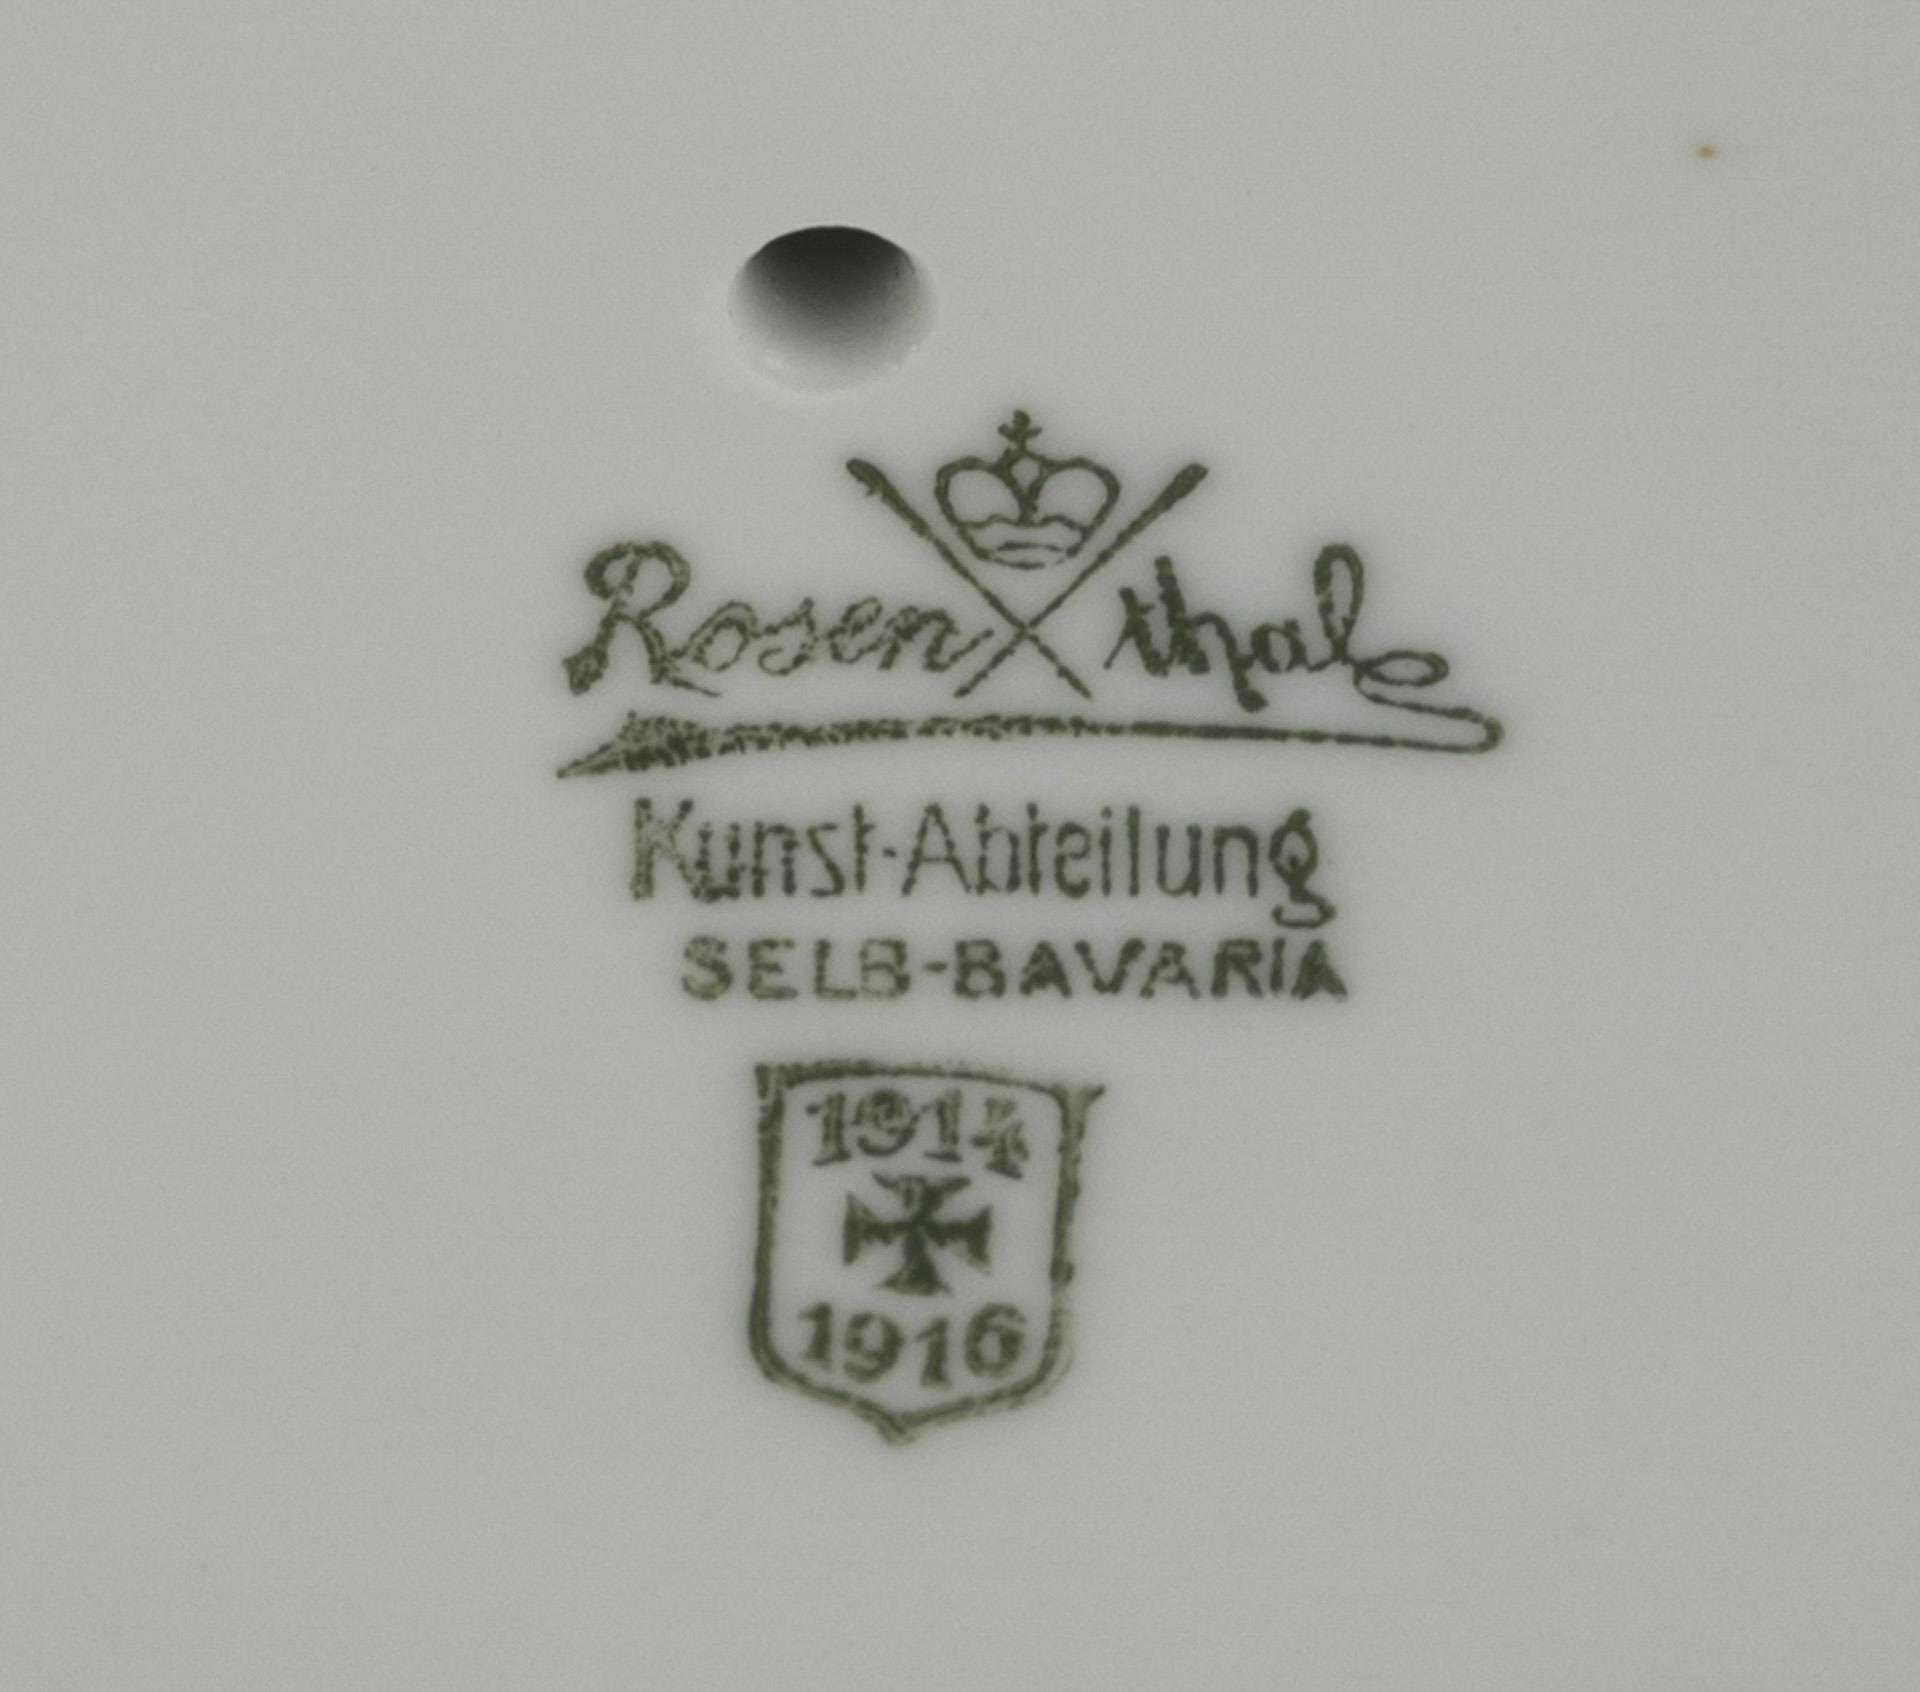 Rosenthal
Kunst-Abteilung
SELB-BAVARIA
1914
1916